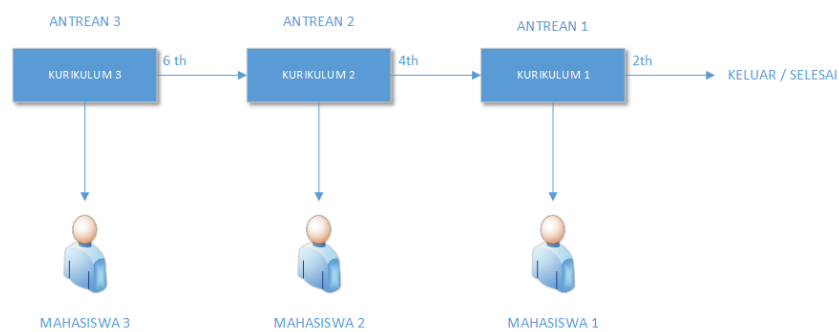 ANTREAN 3
ANTREAN 2
ANTREAN 1
KURIKULUM 3
6 th
KURIKULUM 2
4th
KURIKULUM 1
2th
KELUAR / SELESAI
MAHASISWA 3
MAHASISWA 2
MAHASISWA 1